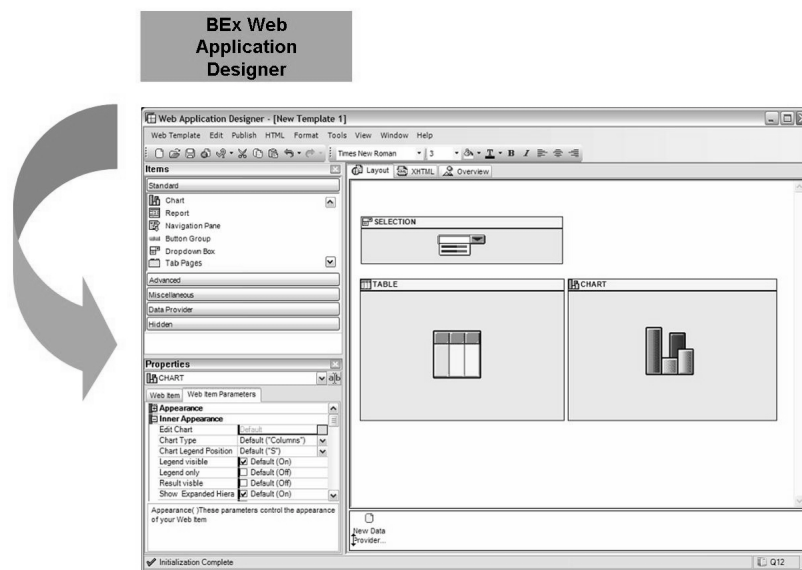 BEx Web
Application
Designer
Web Application Designer - [New Template 1]
Web Template Edit Publish HTML Format Tools View Window Help
Times New Roman 3 T B I
Items
Layout XHTML Overview
Standard
Chart
Report
Navigation Pane
Button Group
Dropdown Box
Tab Pages
Advanced
Miscellaneous
Data Provider
Hidden
SELECTION
TABLE
CHART
Properties
CHART
Web Item Web Item Parameters
Appearance
Inner Appearance
Edit Chart Default
Chart Type Default ("Columns")
Chart Legend Position Default ("S")
Legend visible Default (On)
Legend only Default (Off)
Result visble Default (Off)
Show Expanded Hiera Default (On)
Appearance( )These parameters control the appearance
of your Web Item
New Data
Provider...
Initialization Complete
Q12